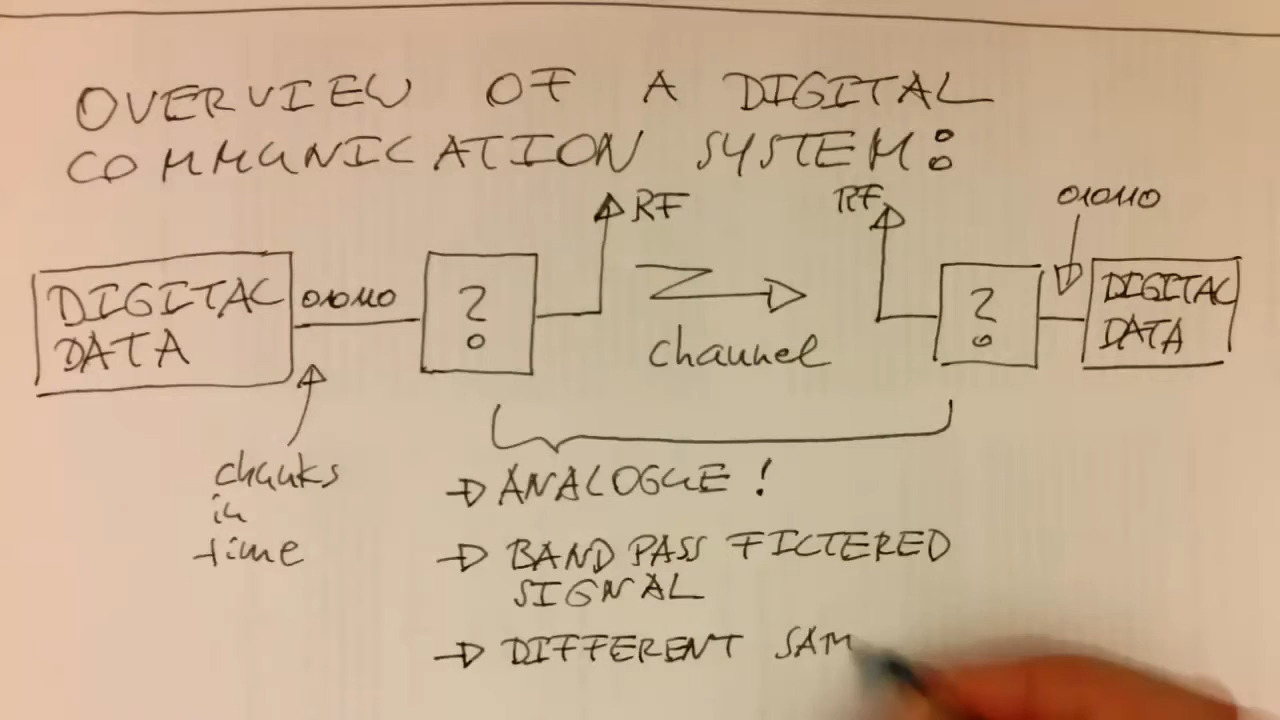 OVERVIEW OF A DIGITAL
COMMUNICATION SYSTEM:
RF
RF
010110
DIGITAL
DATA
010110
?
?
DIGITAL
DATA
channel
chunks
in
time
→ ANALOGUE!
→ BAND PASS FILTERED
SIGNAL
→ DIFFERENT SAM